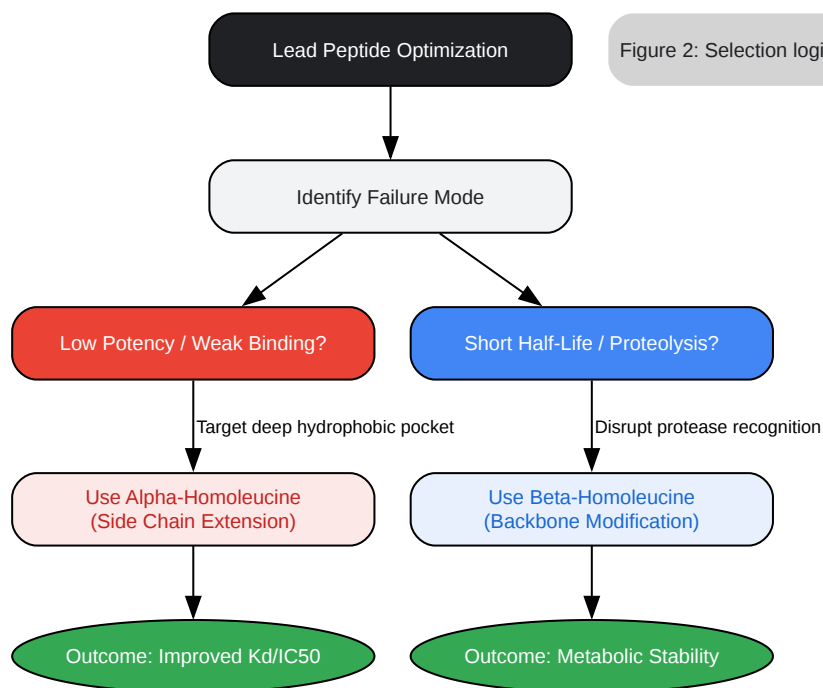 Lead Peptide Optimization
Figure 2: Selection logi
Identify Failure Mode
Low Potency / Weak Binding?
Short Half-Life / Proteolysis?
Target deep hydrophobic pocket
Disrupt protease recognition
Use Alpha-Homoleucine
(Side Chain Extension)
Use Beta-Homoleucine
(Backbone Modification)
Outcome: Improved Kd/IC50
Outcome: Metabolic Stability